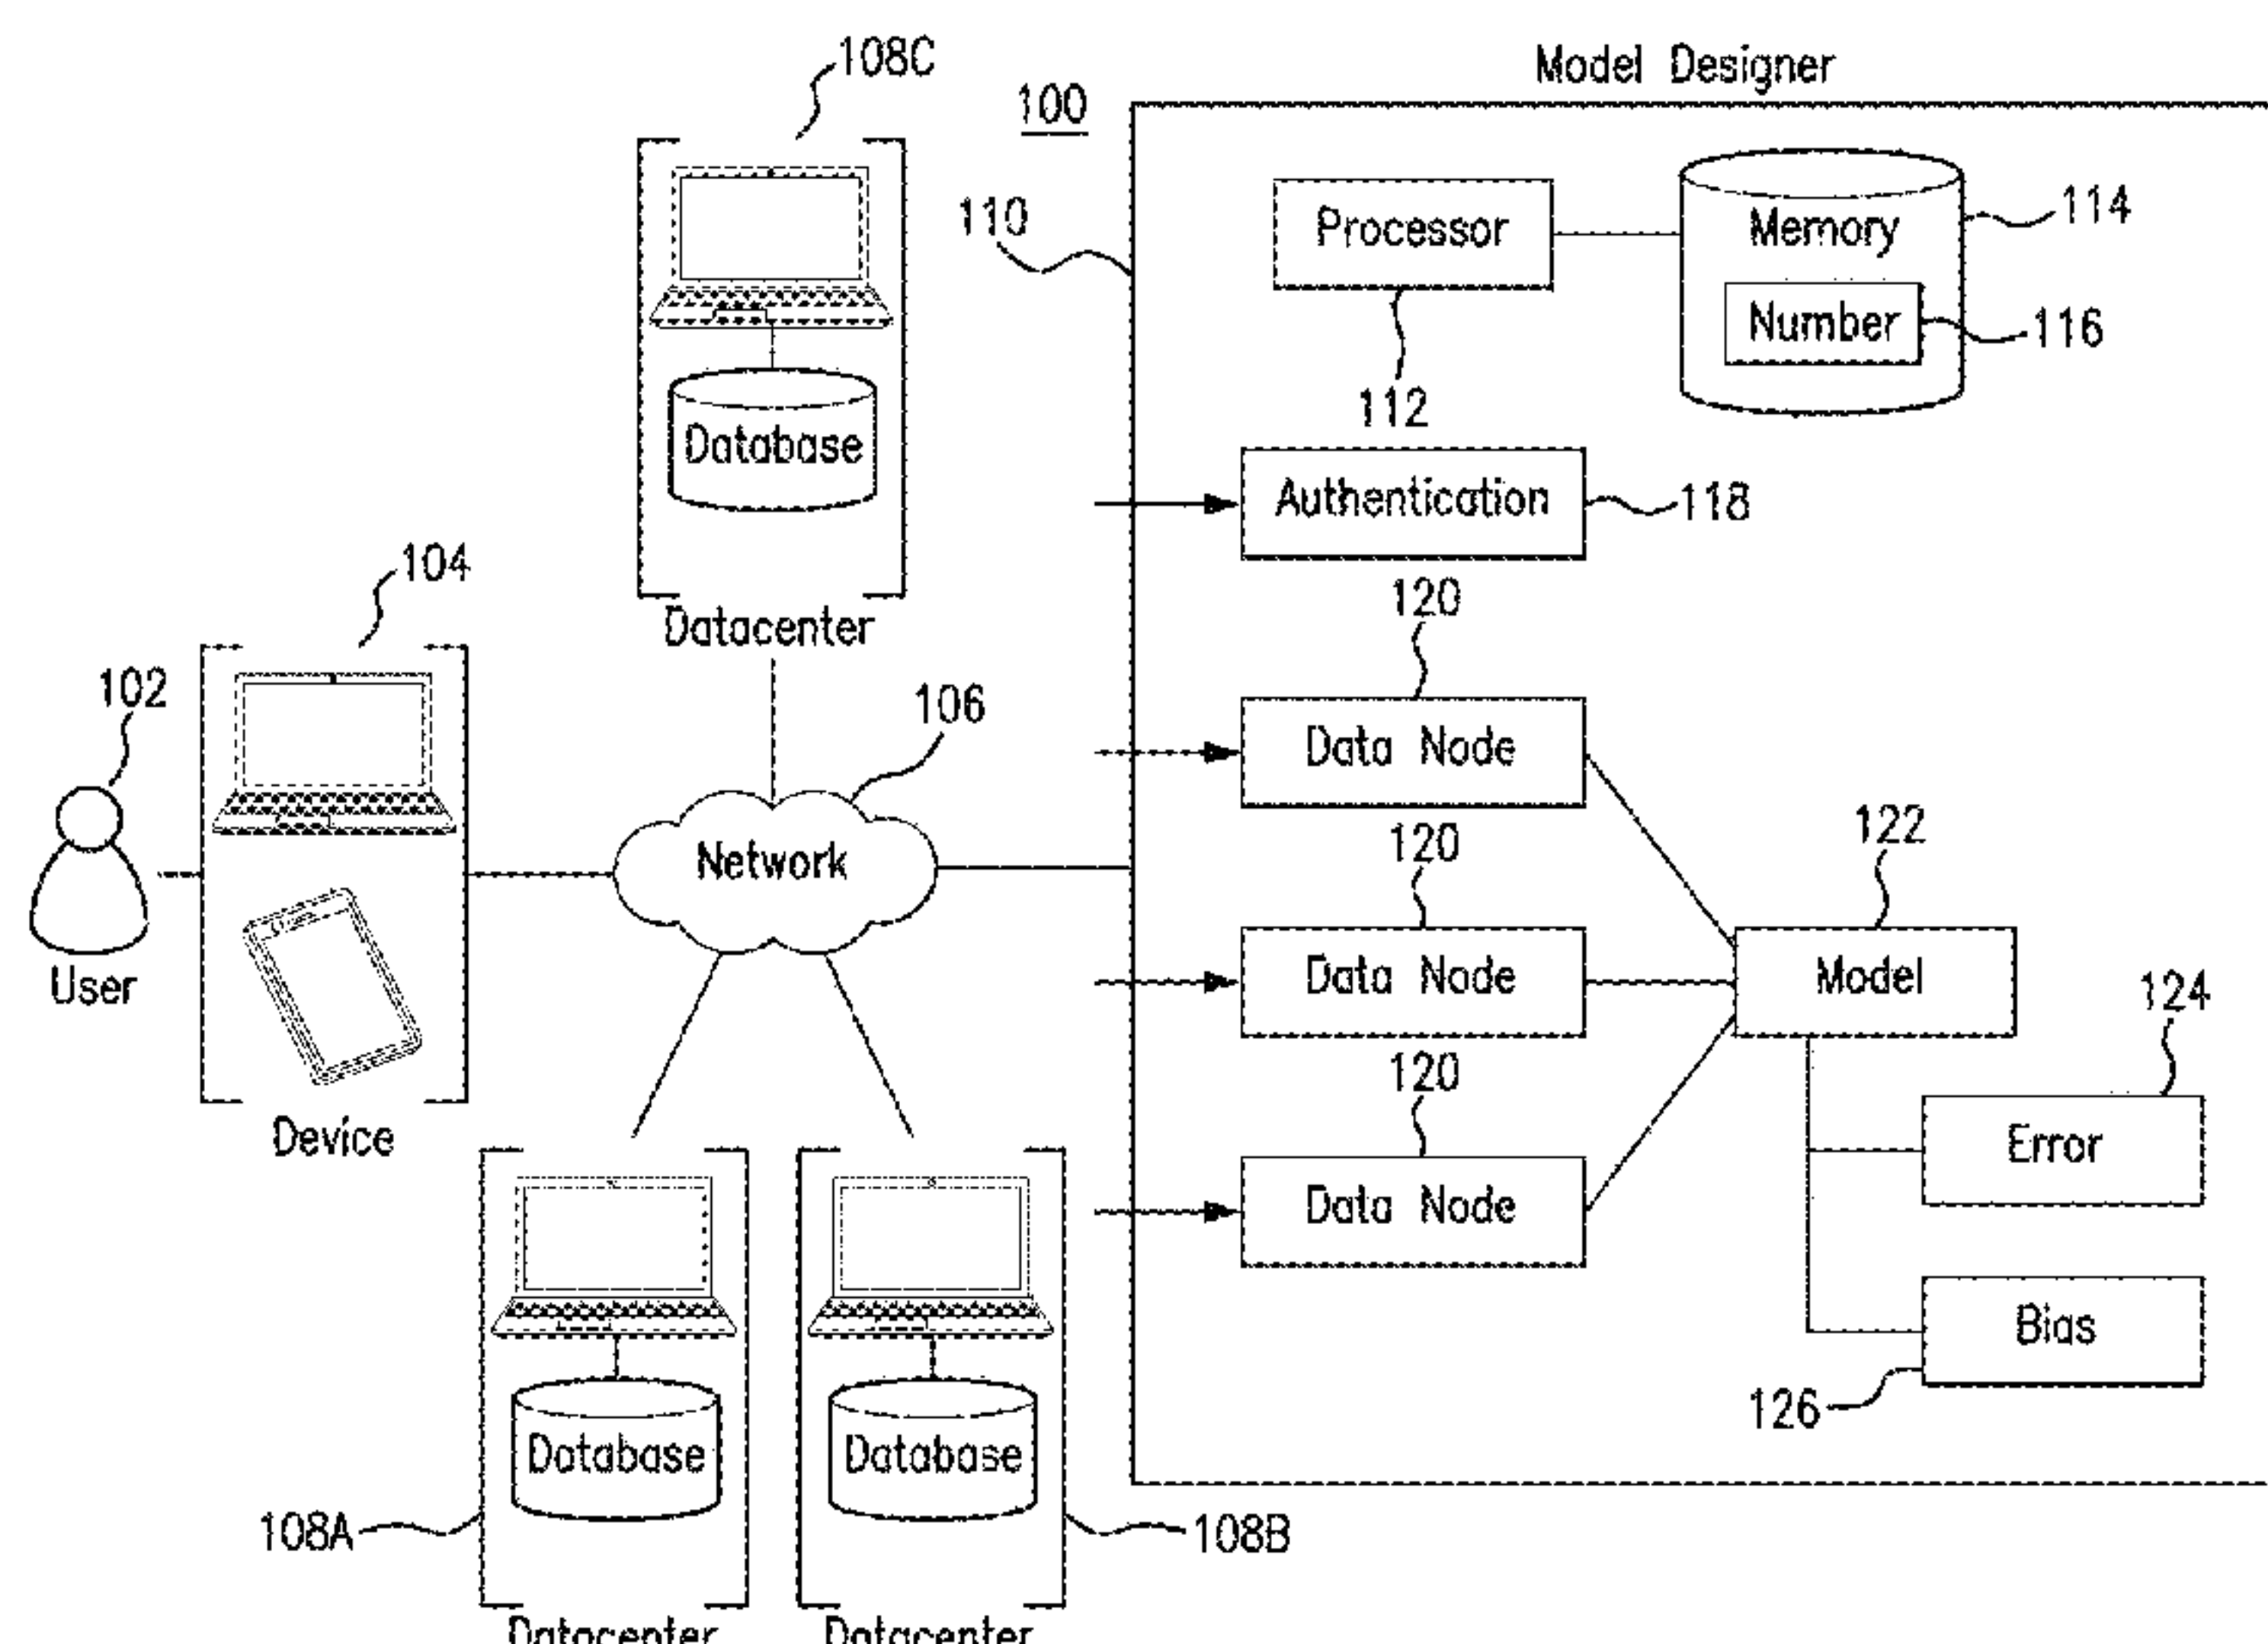 108C
Model Designer
100
110
Processor
Memory
114
Number
116
112
Database
Authentication
118
104
Datacenter
120
102
106
Data Node
120
122
Network
User
Data Node
Model
124
120
Device
Error
Data Node
Bias
126
Database
Database
108A
108B
Datacenter
Datacenter